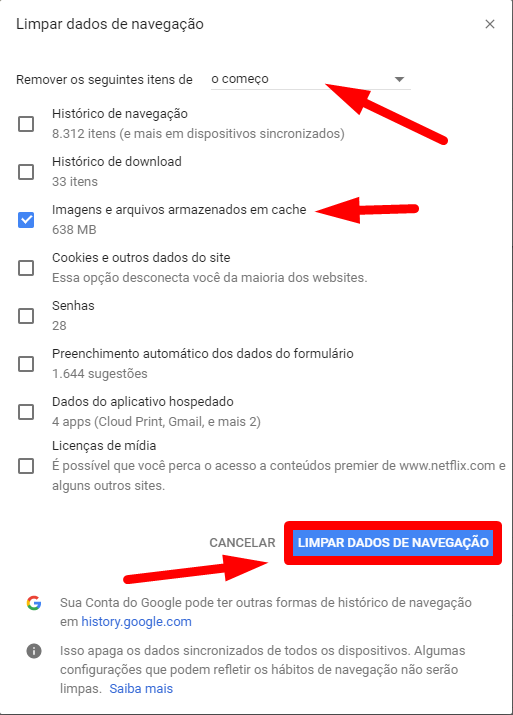 Limpar dados de navegação
Remover os seguintes itens de o começo
Histórico de navegação
8.312 itens (e mais em dispositivos sincronizados)
Histórico de download
33 itens
Imagens e arquivos armazenados em cache
638 MB
Cookies e outros dados do site
Essa opção desconecta você da maioria dos websites.
Senhas
28
Preenchimento automático dos dados do formulário
1.644 sugestões
Dados do aplicativo hospedado
4 apps (Cloud Print, Gmail, e mais 2)
Licenças de mídia
É possível que você perca o acesso a conteúdos premier de www.netflix.com e
alguns outros sites.
CANCELAR LIMPAR DADOS DE NAVEGAÇÃO
Sua Conta do Google pode ter outras formas de histórico de navegação
em history.google.com
Isso apaga os dados sincronizados de todos os dispositivos. Algumas
configurações que podem refletir os hábitos de navegação não serão
limpas. Saiba mais